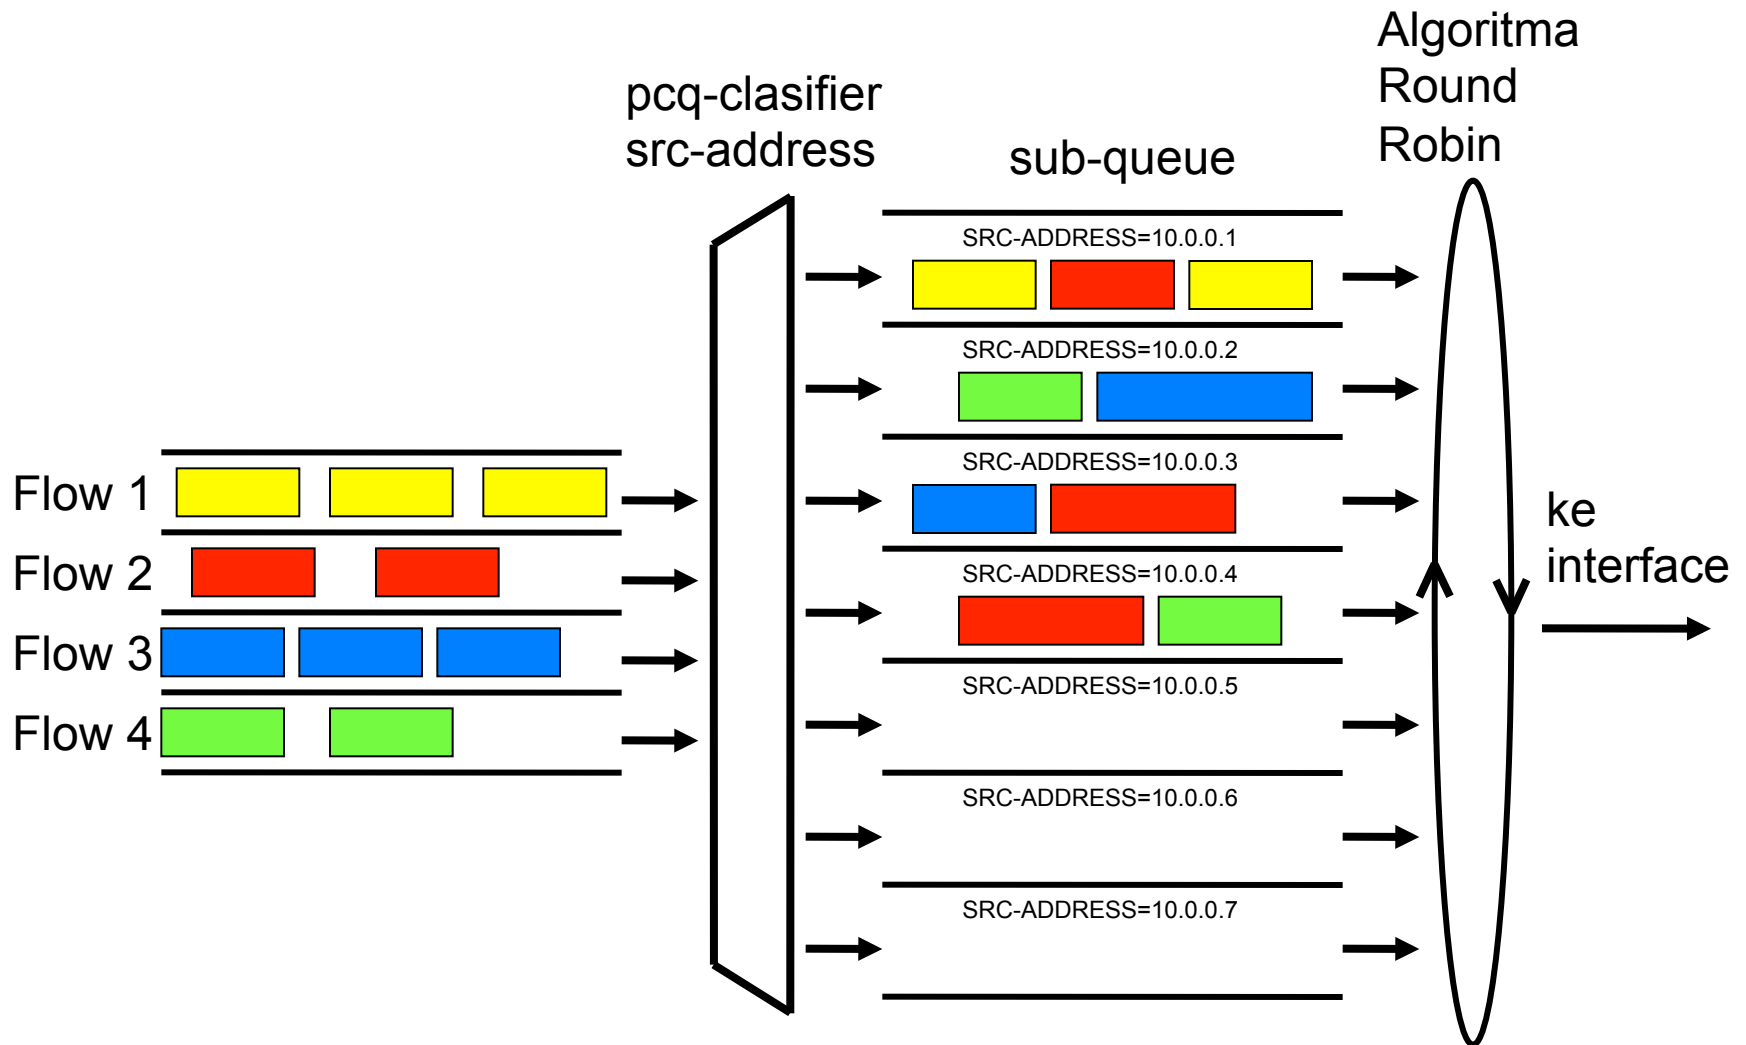 Algoritma
Round
Robin
pcq-clasifier
src-address
sub-queue
SRC-ADDRESS=10.0.0.1
SRC-ADDRESS=10.0.0.2
SRC-ADDRESS=10.0.0.3
SRC-ADDRESS=10.0.0.4
SRC-ADDRESS=10.0.0.5
SRC-ADDRESS=10.0.0.6
SRC-ADDRESS=10.0.0.7
Flow 1
Flow 2
Flow 3
Flow 4
ke
interface